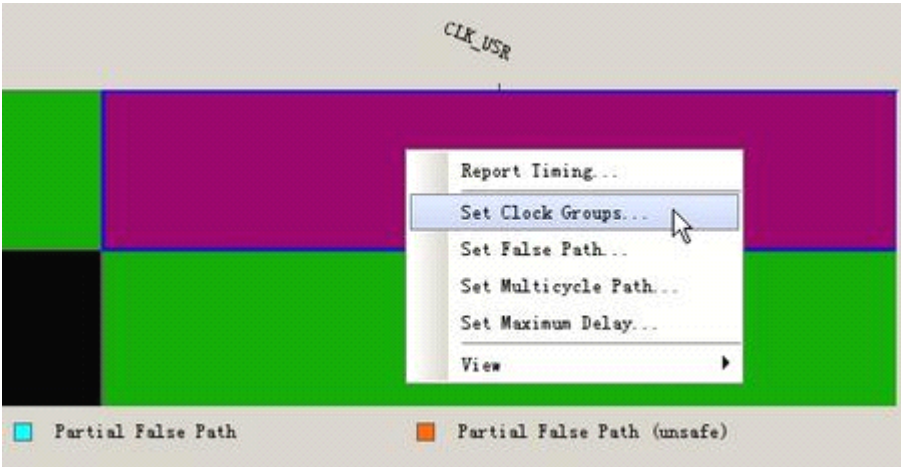 CLK_USR
Report Timing...
Set Clock Groups...
Set False Path...
Set Multicycle Path...
Set Maximum Delay...
View
Partial False Path
Partial False Path (unsafe)